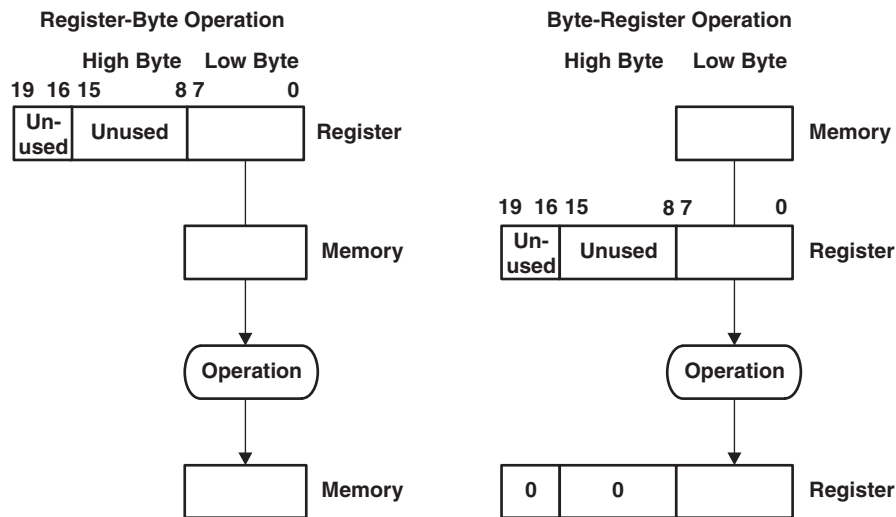 Register-Byte Operation
High Byte Low Byte
19 16 15 8 7 0
Un-
used
Unused
Register
Memory
Operation
Memory
Byte-Register Operation
High Byte Low Byte
Memory
19 16 15 8 7 0
Un-
used
Unused
Register
Operation
0 0
Register